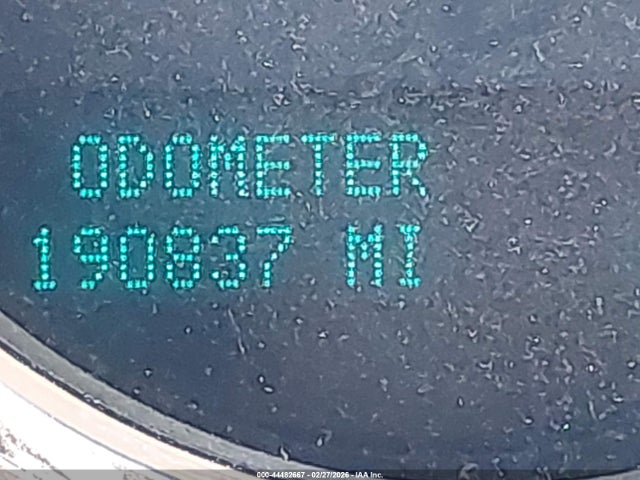 ODOMETER
190837 MI
000-44482667 - 02/27/2026 - IAA Inc.